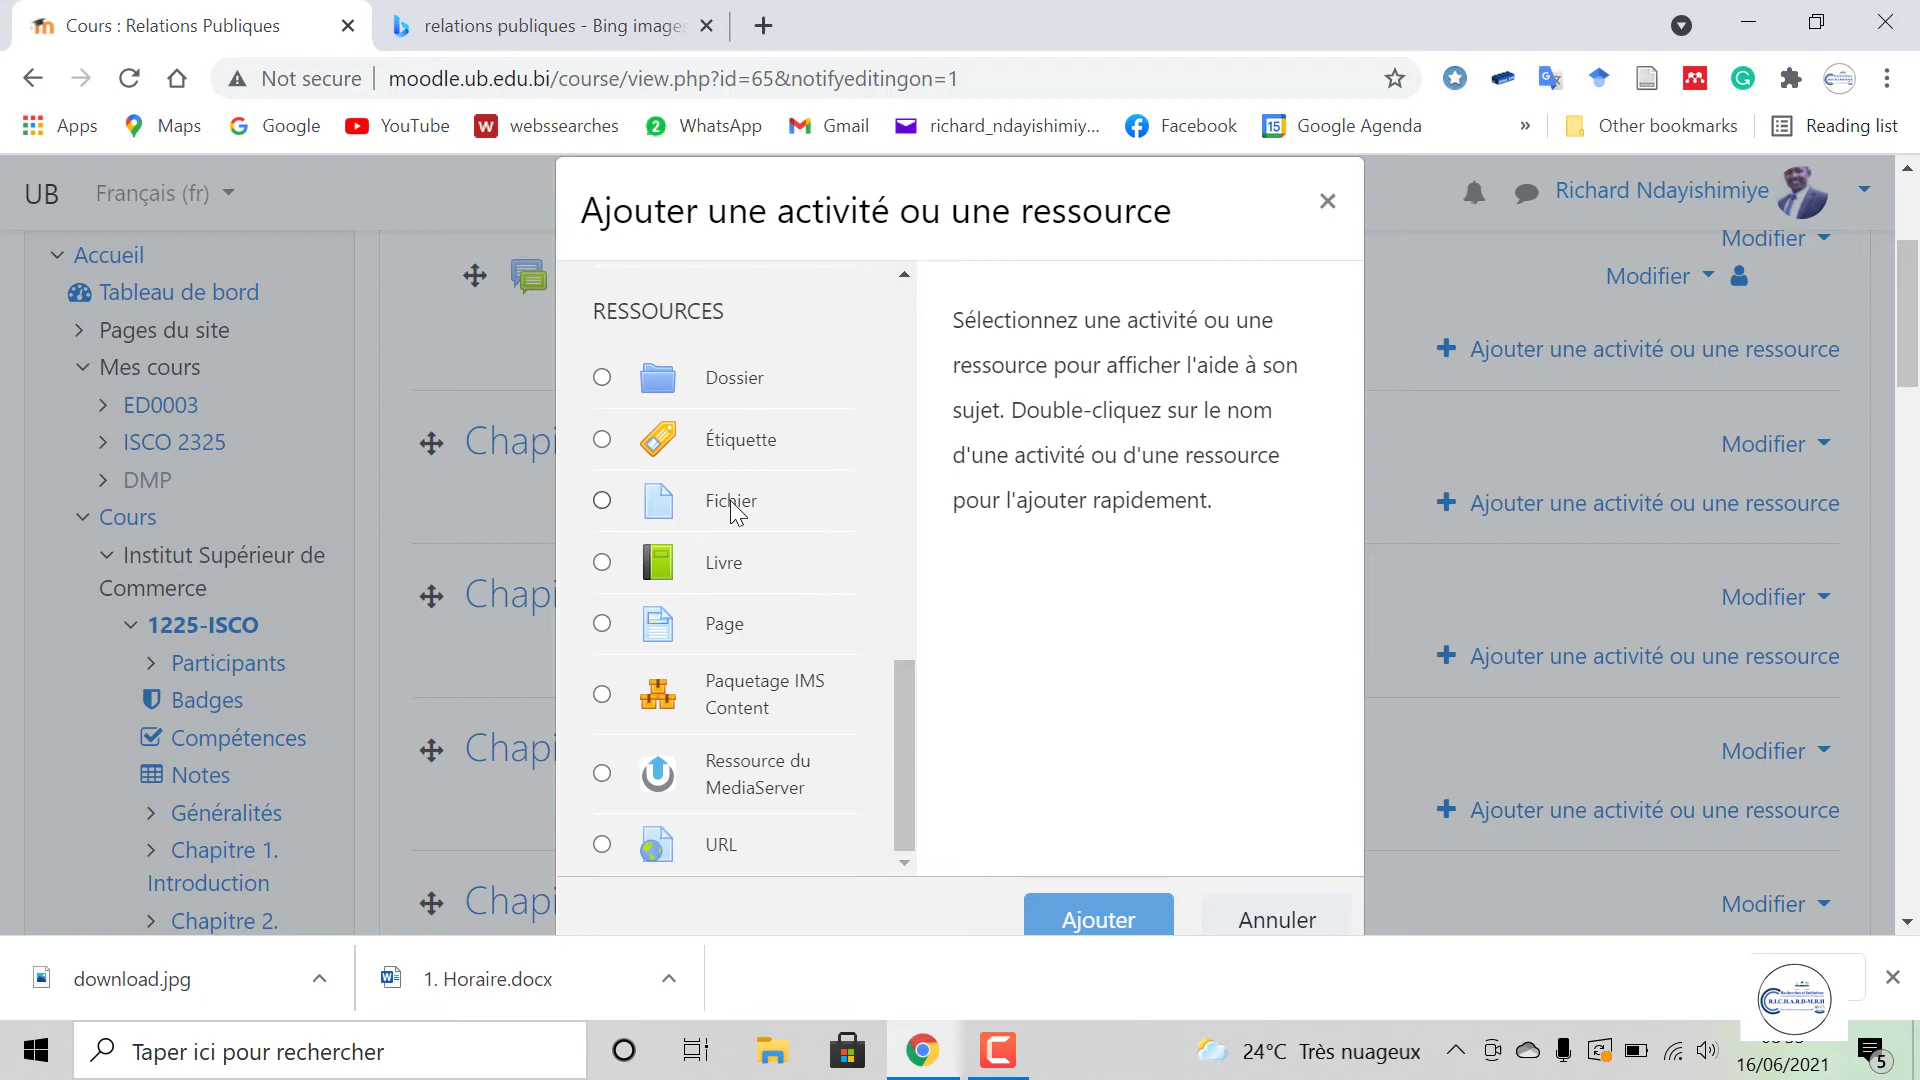 Cours : Relations Publiques
relations publiques - Bing images
Not secure
moodle.ub.edu.bi/course/view.php?id=65&notifyeditingon=1
Apps
Maps
Google
YouTube
webssearches
WhatsApp
Gmail
richard_ndayishimiy...
Facebook
15
Google Agenda
»
Other bookmarks
Reading list
UB
Français (fr)
Richard Ndayishimiye
Accueil
Tableau de bord
Pages du site
Mes cours
ED0003
ISCO 2325
DMP
Cours
Institut Supérieur de
Commerce
1225-ISCO
Participants
Badges
Compétences
Notes
Généralités
Chapitre 1.
Introduction
Chapitre 2.
Ajouter une activité ou une ressource
RESSOURCES
Dossier
Étiquette
Fichier
Livre
Page
Paquetage IMS
Content
Ressource du
MediaServer
URL
Sélectionnez une activité ou une
ressource pour afficher l'aide à son
sujet. Double-cliquez sur le nom
d'une activité ou d'une ressource
pour l'ajouter rapidement.
Ajouter
Annuler
Modifier
Modifier
Ajouter une activité ou une ressource
Chapi
Modifier
Ajouter une activité ou une ressource
Chapi
Modifier
Ajouter une activité ou une ressource
Chapi
Modifier
Ajouter une activité ou une ressource
Chapi
Modifier
download.jpg
1. Horaire.docx
R.I.C.H.A.R.D-M.R.H
Taper ici pour rechercher
24°C Très nuageux
16/06/2021
5